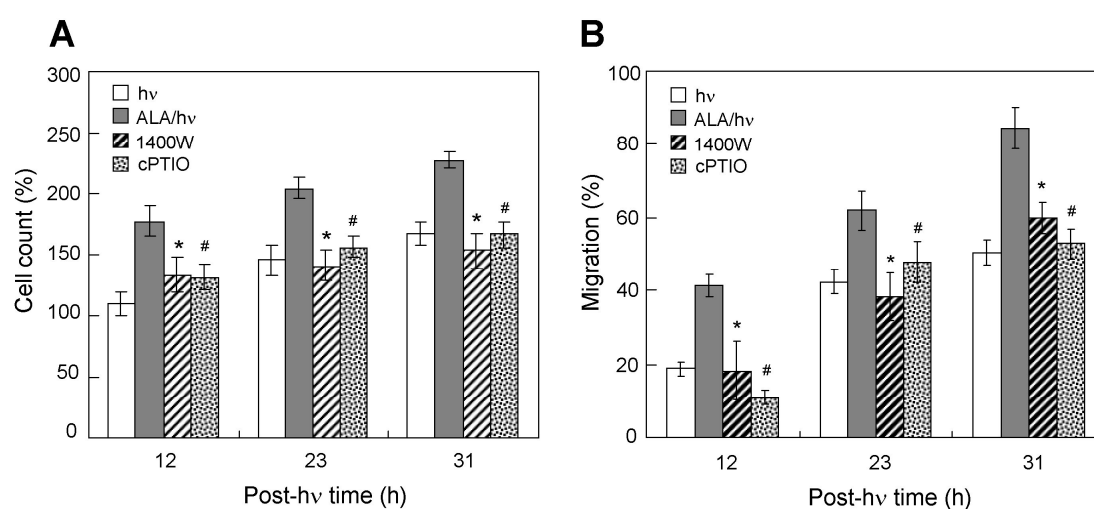 A
Cell count (%)
300
250
200
150
100
50
0
hν
ALA/hν
1400W
cPTIO
* #
* #
* #
12 23 31
Post-hν time (h)
B
Migration (%)
100
80
60
40
20
0
hν
ALA/hν
1400W
cPTIO
* #
* #
* #
12 23 31
Post-hν time (h)